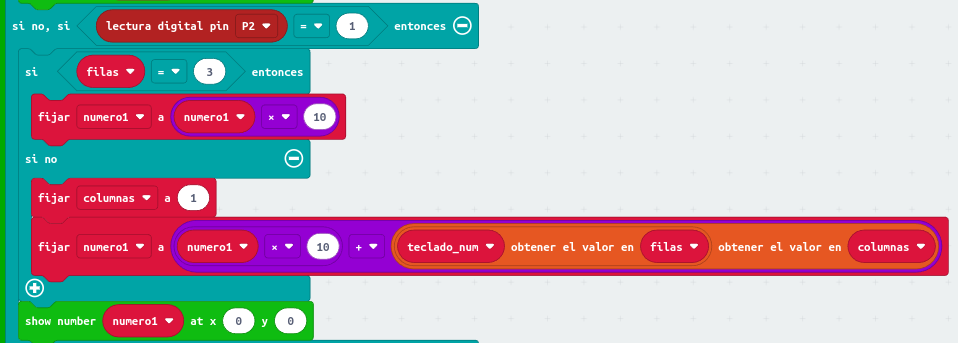 si no, si lectura digital pin P2 = 1 entonces
si filas = 3 entonces
fijar numero1 a numero1 × 10
si no
fijar columnas a 1
fijar numero1 a numero1 × 10 + teclado_num obtener el valor en filas obtener el valor en columnas
show number numero1 at x 0 y 0